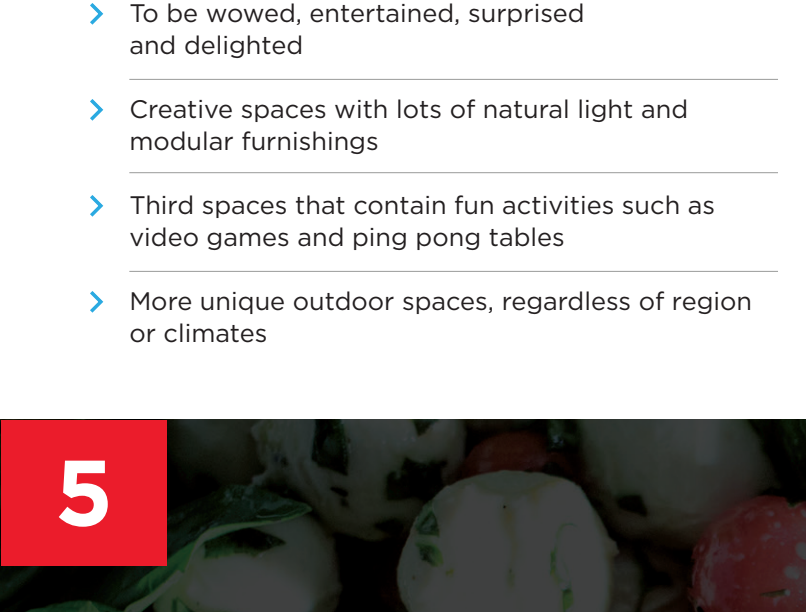 To be wowed, entertained, surprised
and delighted
Creative spaces with lots of natural light and
modular furnishings
Third spaces that contain fun activities such as
video games and ping pong tables
More unique outdoor spaces, regardless of region
or climates
5